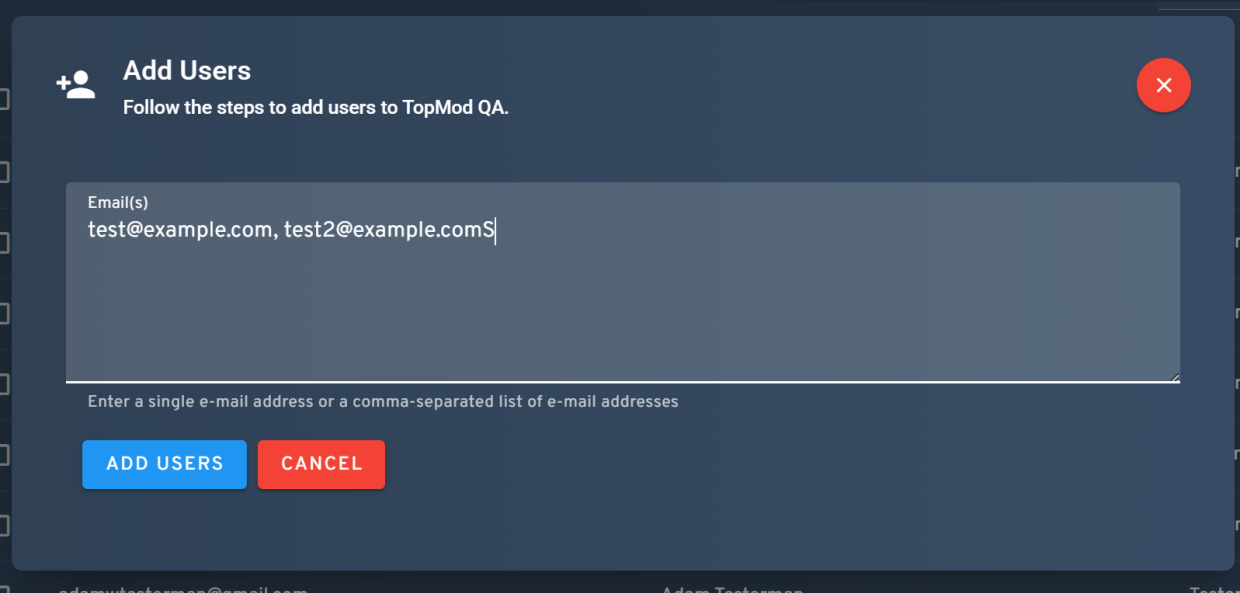 Add Users
Follow the steps to add users to TopMod QA.
Email(s)
test@example.com, test2@example.comS
Enter a single e-mail address or a comma-separated list of e-mail addresses
ADD USERS
CANCEL